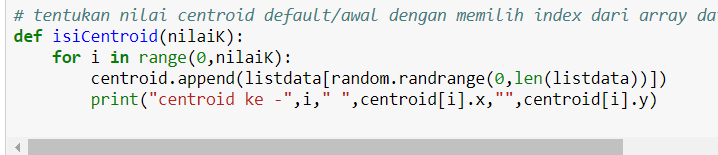 # tentukan nilai centroid default/awal dengan memilih index dari array da
def isiCentroid(nilaiK):
    for i in range(0,nilaiK):
        centroid.append(listdata[random.randrange(0,len(listdata))])
        print("centroid ke -",i," ",centroid[i].x,"",centroid[i].y)